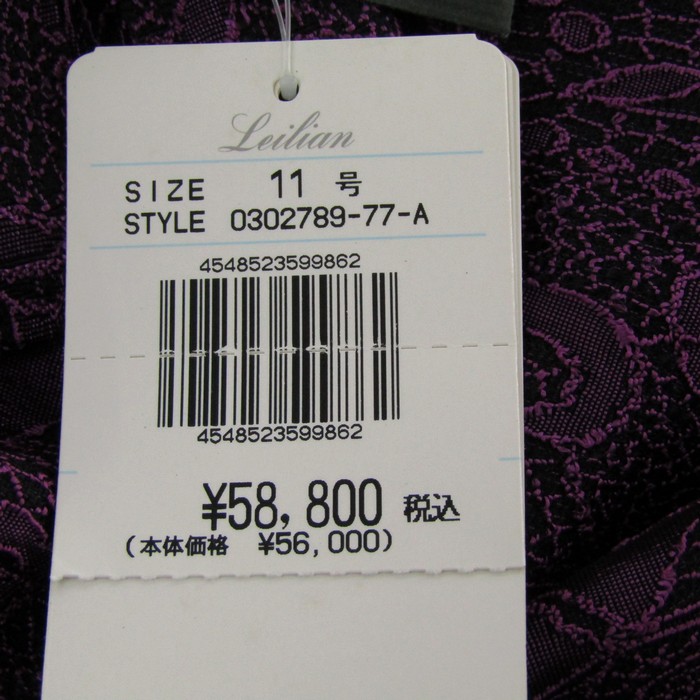 Leilian
SIZE 11 号
STYLE 0302789-77-A
4548523599862
4548523599862
¥58,800 税込
(本体価格 ¥56,000)